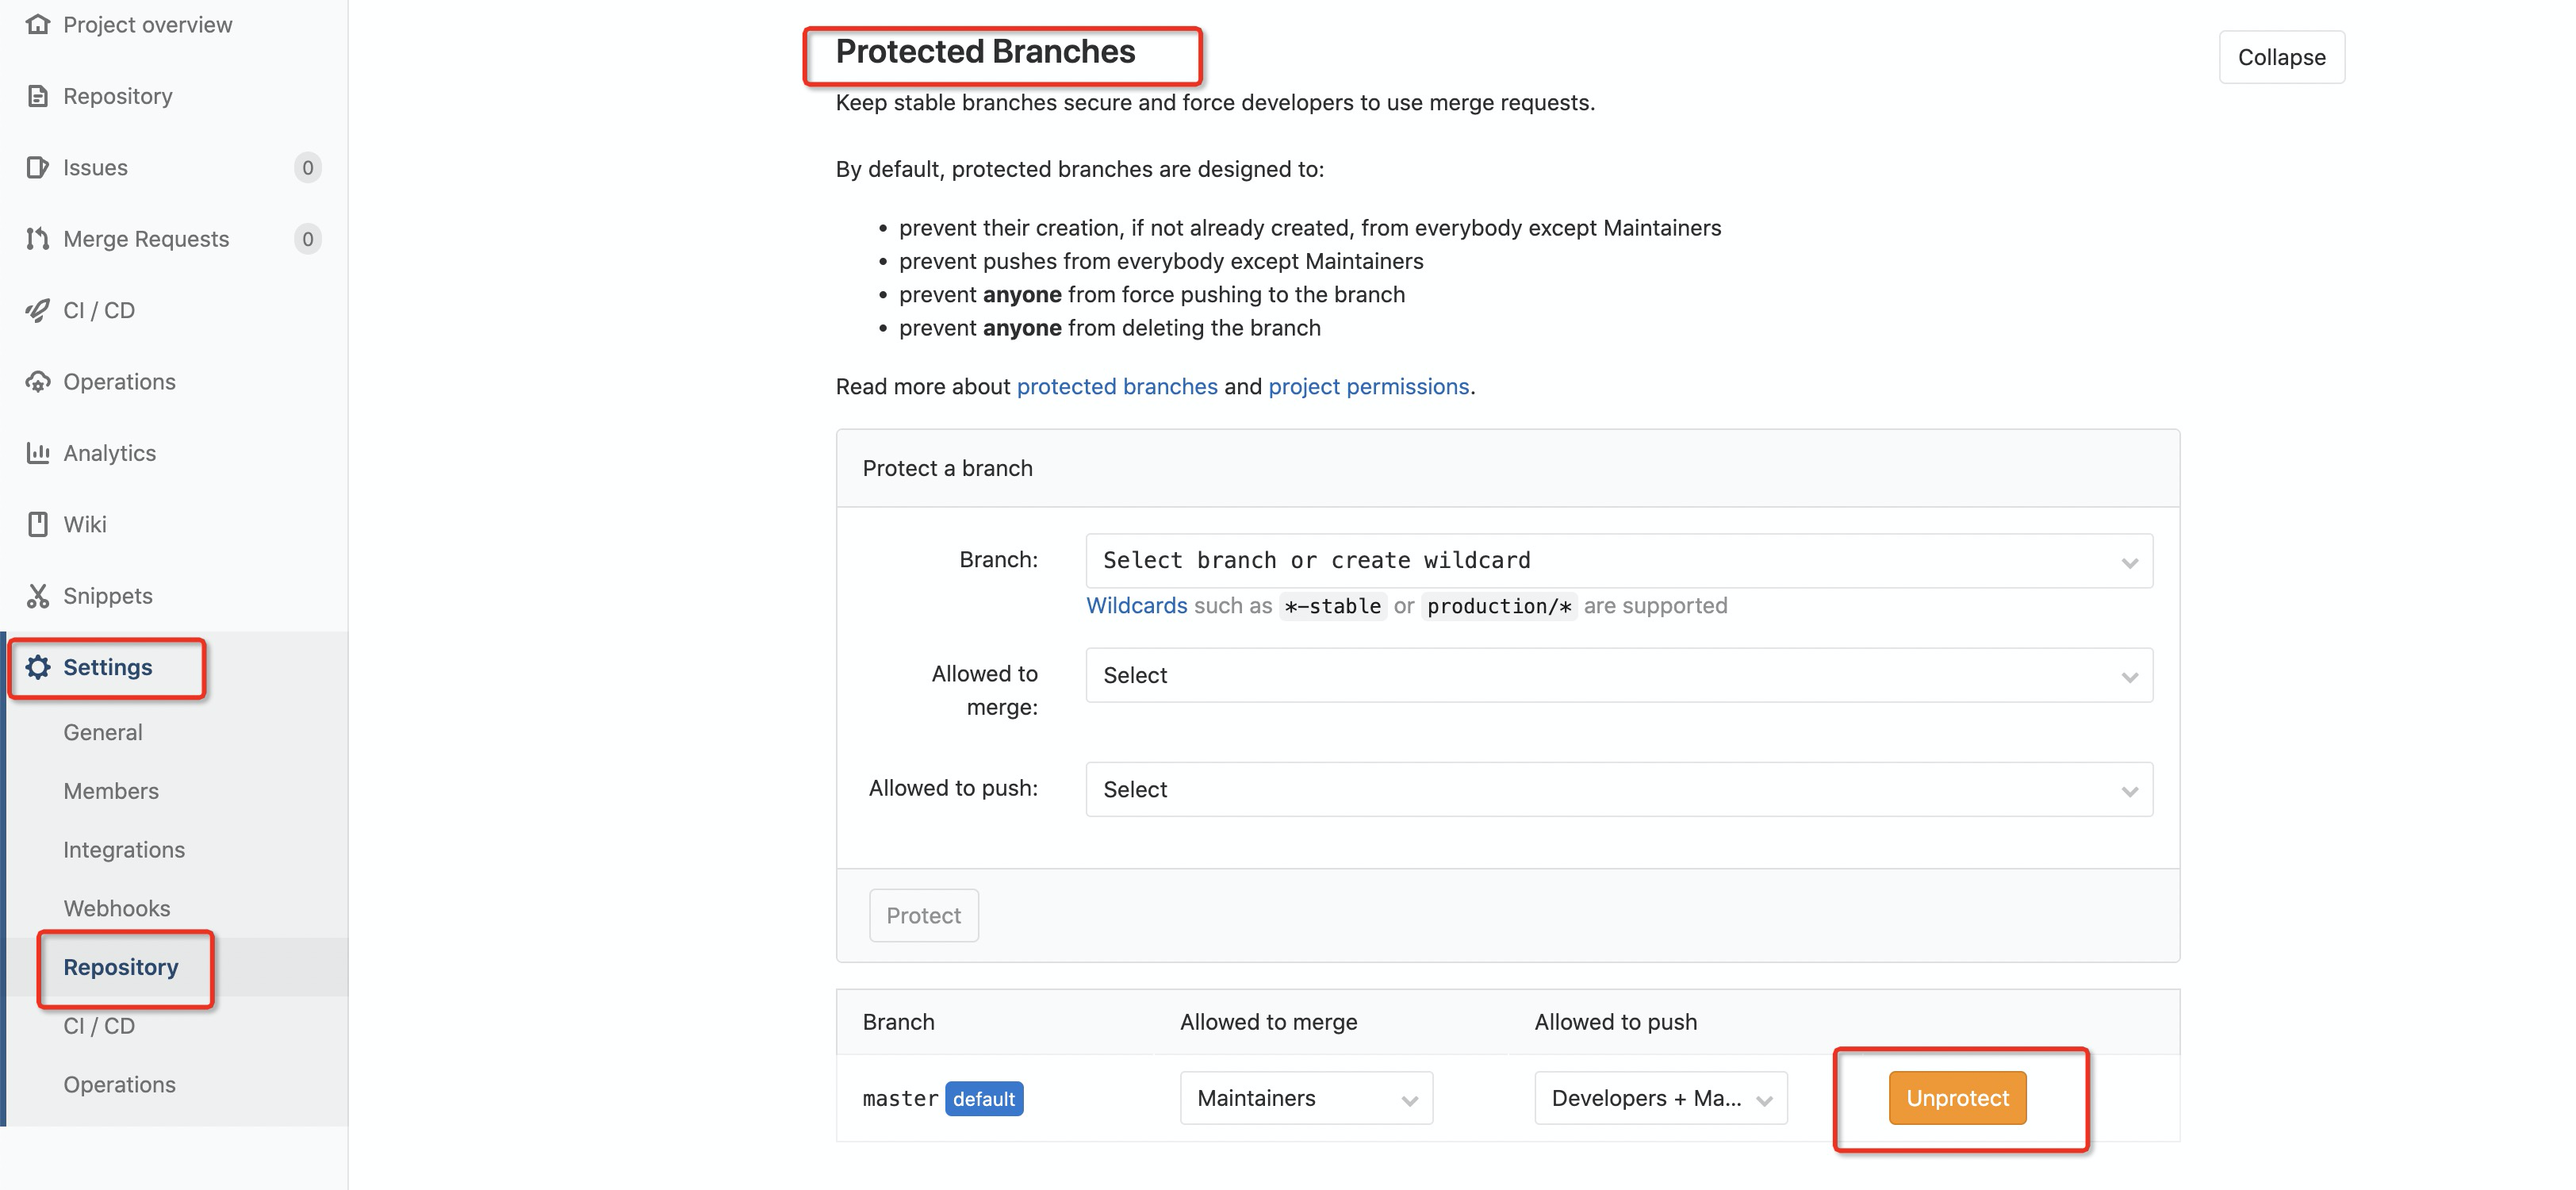 Project overview
Repository
Issues 0
Merge Requests 0
CI / CD
Operations
Analytics
Wiki
Snippets
Settings
General
Members
Integrations
Webhooks
Repository
CI / CD
Operations
Protected Branches
Collapse
Keep stable branches secure and force developers to use merge requests.
By default, protected branches are designed to:
• prevent their creation, if not already created, from everybody except Maintainers
• prevent pushes from everybody except Maintainers
• prevent anyone from force pushing to the branch
• prevent anyone from deleting the branch
Read more about protected branches and project permissions.
Protect a branch
Branch: Select branch or create wildcard
Wildcards such as *-stable or production/* are supported
Allowed to merge: Select
Allowed to push: Select
Protect
Branch Allowed to merge Allowed to push
master default Maintainers Developers + Ma... Unprotect